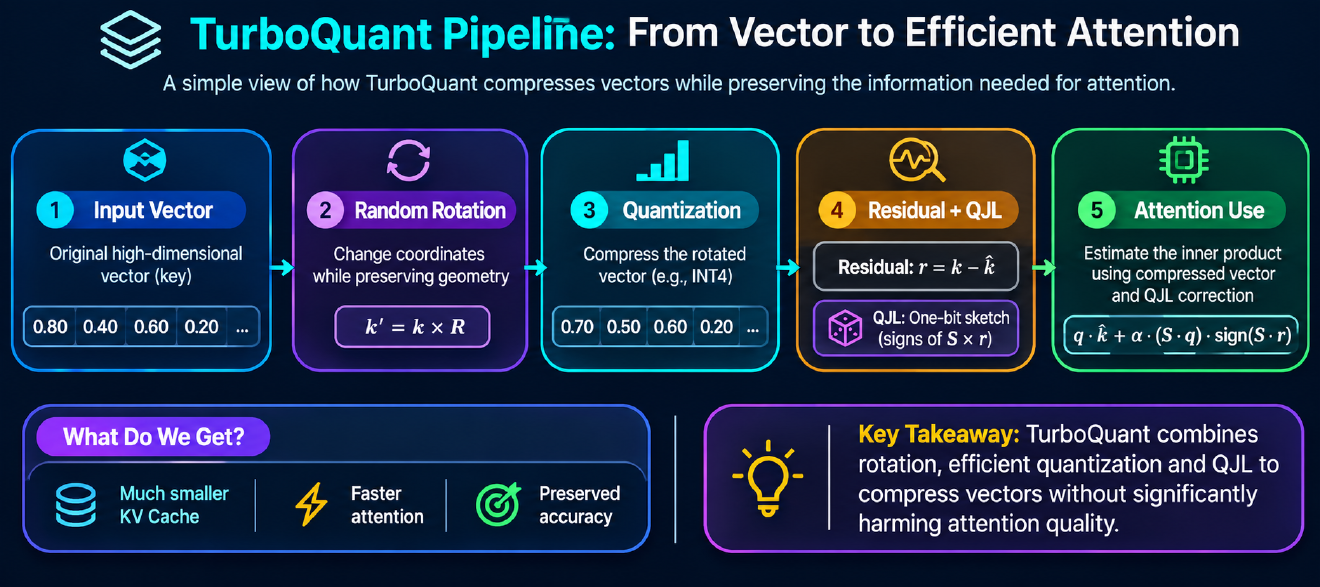 TurboQuant Pipeline: From Vector to Efficient Attention
A simple view of how TurboQuant compresses vectors while preserving the information needed for attention.
1 Input Vector
Original high-dimensional
vector (key)
0.80 0.40 0.60 0.20 ...
2 Random Rotation
Change coordinates
while preserving geometry
k′ = k × R
3 Quantization
Compress the rotated
vector (e.g., INT4)
0.70 0.50 0.60 0.20 ...
4 Residual + QJL
Residual: r = k − k̂
QJL: One-bit sketch
(signs of S × r)
5 Attention Use
Estimate the inner product
using compressed vector
and QJL correction
q · k̂ + α · (S · q) · sign(S · r)
What Do We Get?
Much smaller
KV Cache
Faster
attention
Preserved
accuracy
Key Takeaway: TurboQuant combines
rotation, efficient quantization and QJL to
compress vectors without significantly
harming attention quality.